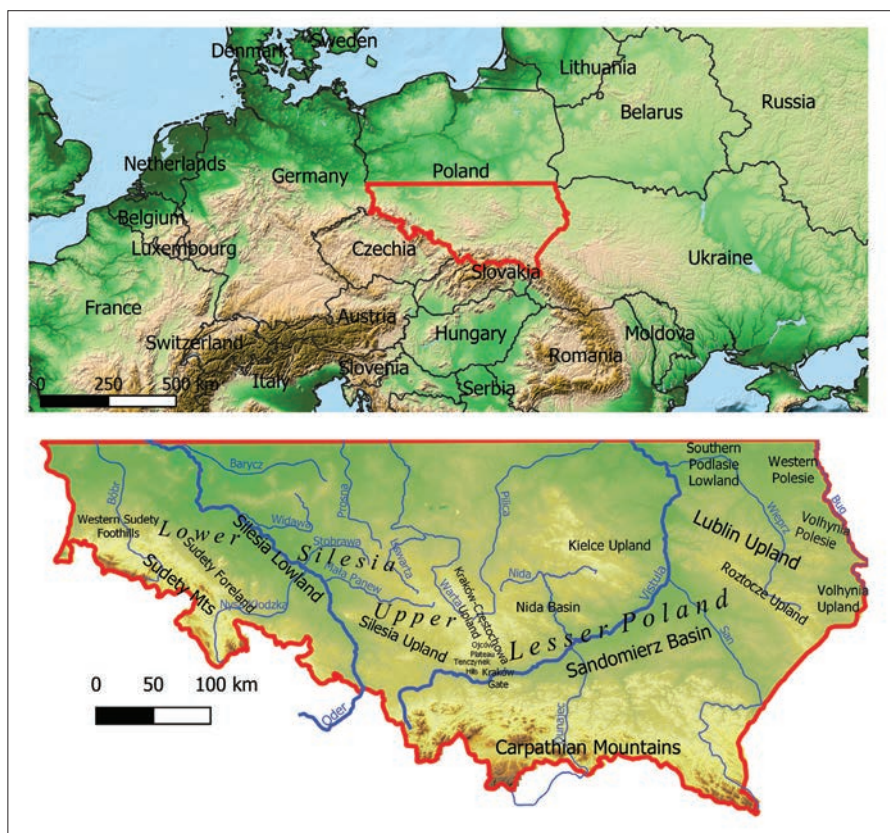 Sweden
Denmark
Lithuania
Belarus
Russia
Netherlands
Germany
Poland
Belgium
Luxembourg
Czechia
Slovakia
Ukraine
France
Austria
Switzerland
Hungary
Moldova
Slovenia
Romania
Italy
Serbia
0 250 500 km
Barycz
Bóbr
Prosna
Pilica
Southern
Podlasie
Lowland
Western
Polesie
Bug
Wieprz
Western Sudety
Foothills
Widawa
Stobrawa
Liswarta
Lower Silesia
Silesia Lowland
Sudety Foreland
Sudety Mts
Mała Panew
Nysa Kłodzka
Kielce Upland
Vistula
Lublin Upland
Volhynia
Polesie
Roztocze Upland
Volhynia
Upland
Warta
Kraków-Częstochowa
Upland
Nida
Nida Basin
Upper
Silesia Upland
Ojców
Plateau
Tenczynek
Hills
Kraków
Gate
Lesser Poland
Sandomierz Basin
San
0 50 100 km
Oder
Dunajec
Carpathian Mountains